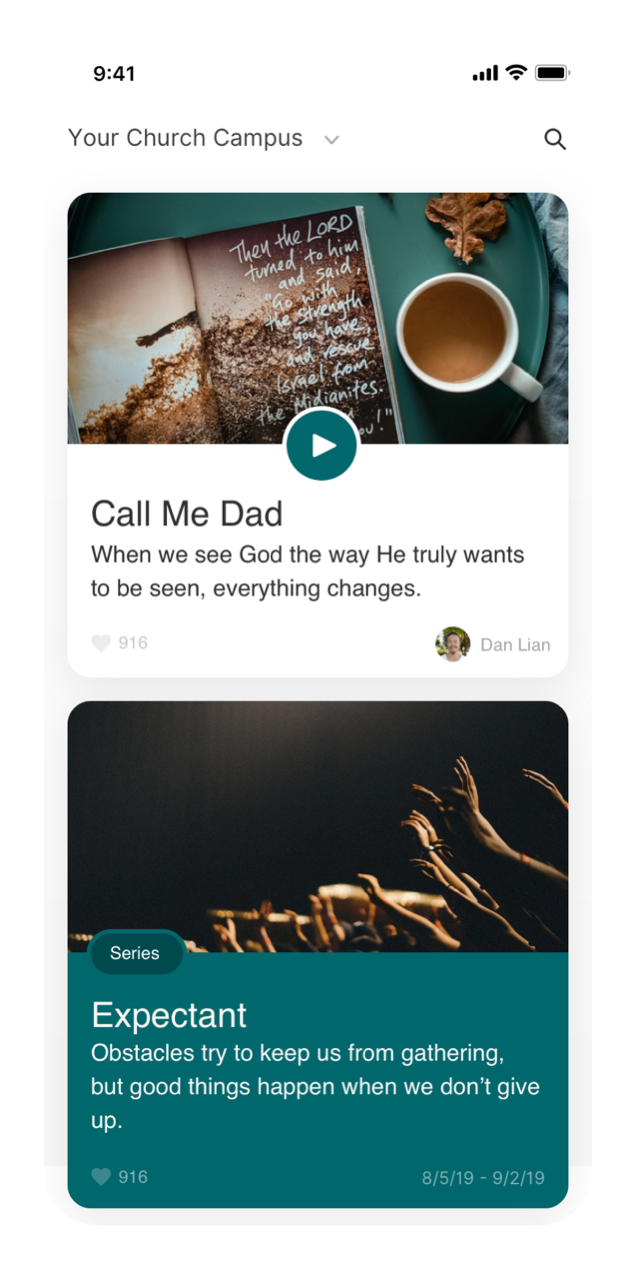 9:41
Your Church Campus
Then the LORD
turned to him
and said,
"Go with
the strength
you have,
and rescue
Israel from
the Midianites.
ou!"
Call Me Dad
When we see God the way He truly wants
to be seen, everything changes.
916
Dan Lian
Series
Expectant
Obstacles try to keep us from gathering,
but good things happen when we don’t give
up.
916
8/5/19 - 9/2/19